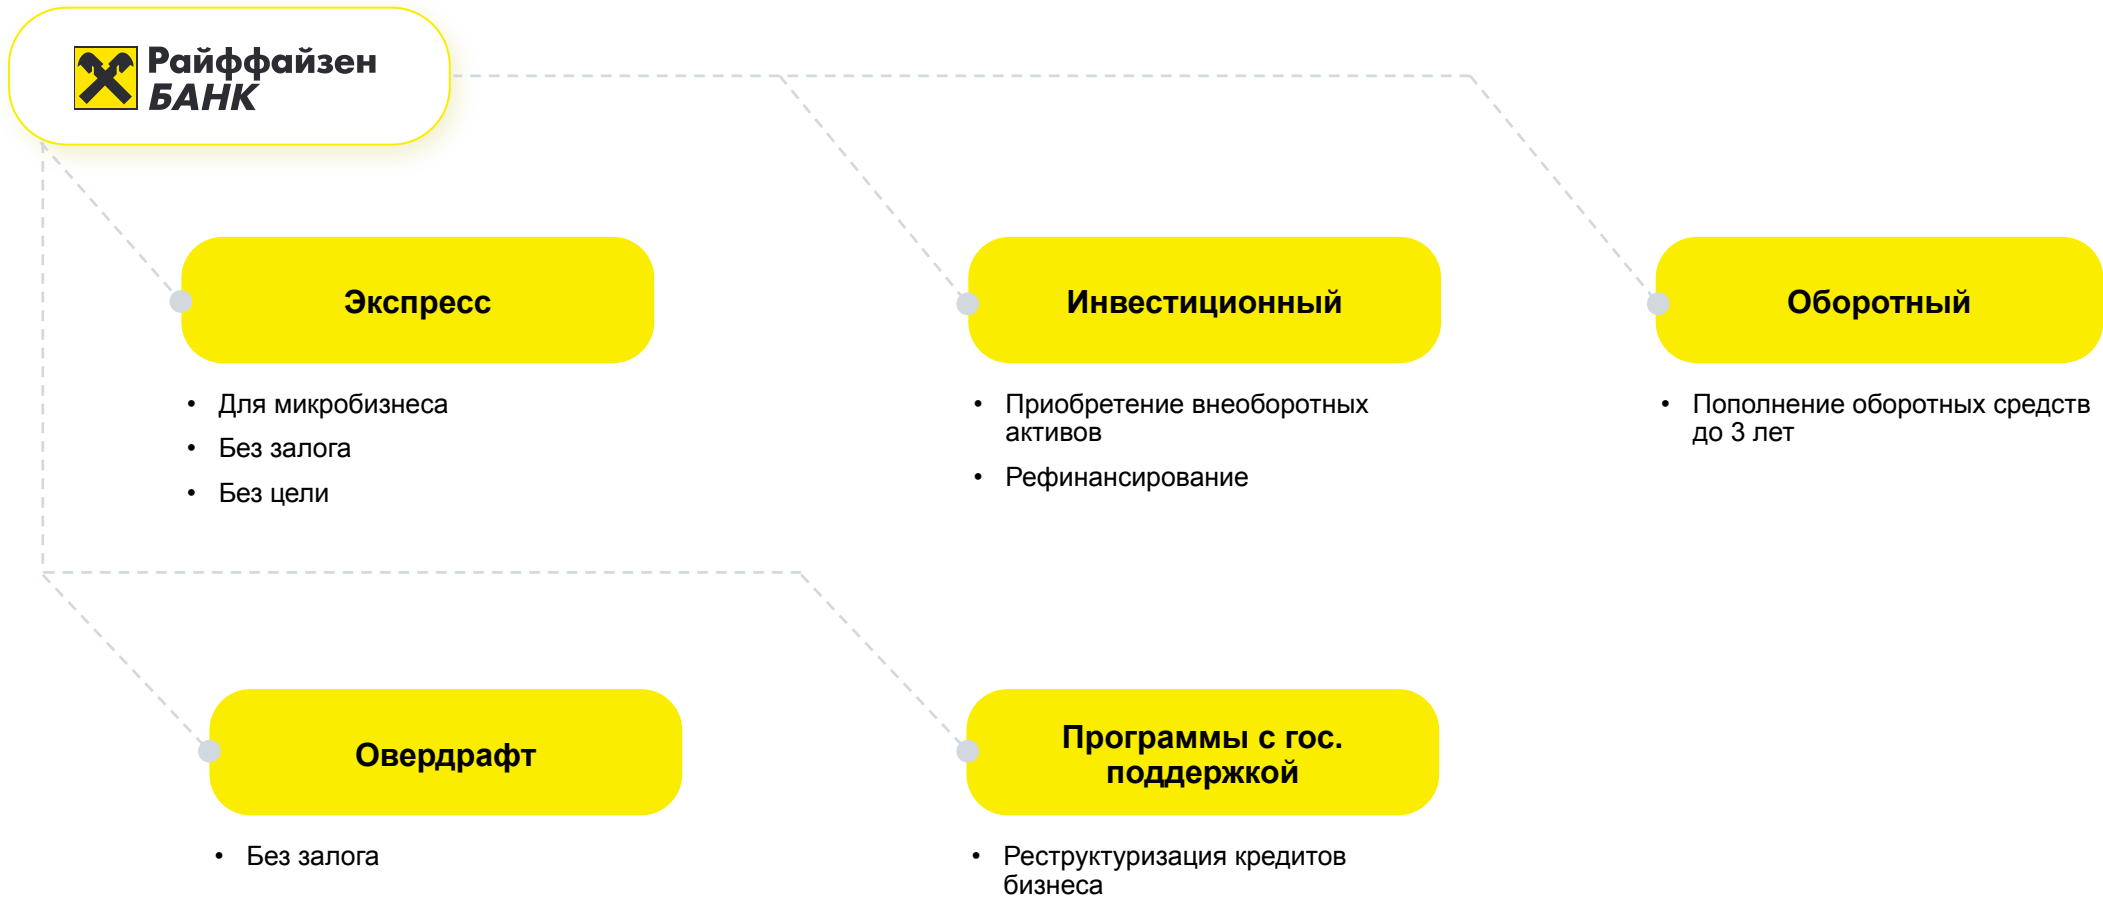 Райффайзен
БАНК
Экспресс
• Для микробизнеса
• Без залога
• Без цели
Инвестиционный
• Приобретение внеоборотных
активов
• Рефинансирование
Оборотный
• Пополнение оборотных средств
до 3 лет
Овердрафт
• Без залога
Программы с гос.
поддержкой
• Реструктуризация кредитов
бизнеса